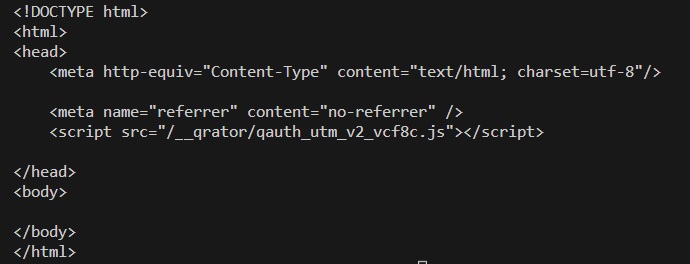 <!DOCTYPE html>
<html>
<head>
    <meta http-equiv="Content-Type" content="text/html; charset=utf-8"/>
    <meta name="referrer" content="no-referrer" />
    <script src="/__qrator/qauth_utm_v2_vcf8c.js"></script>
</head>
<body>
</body>
</html>